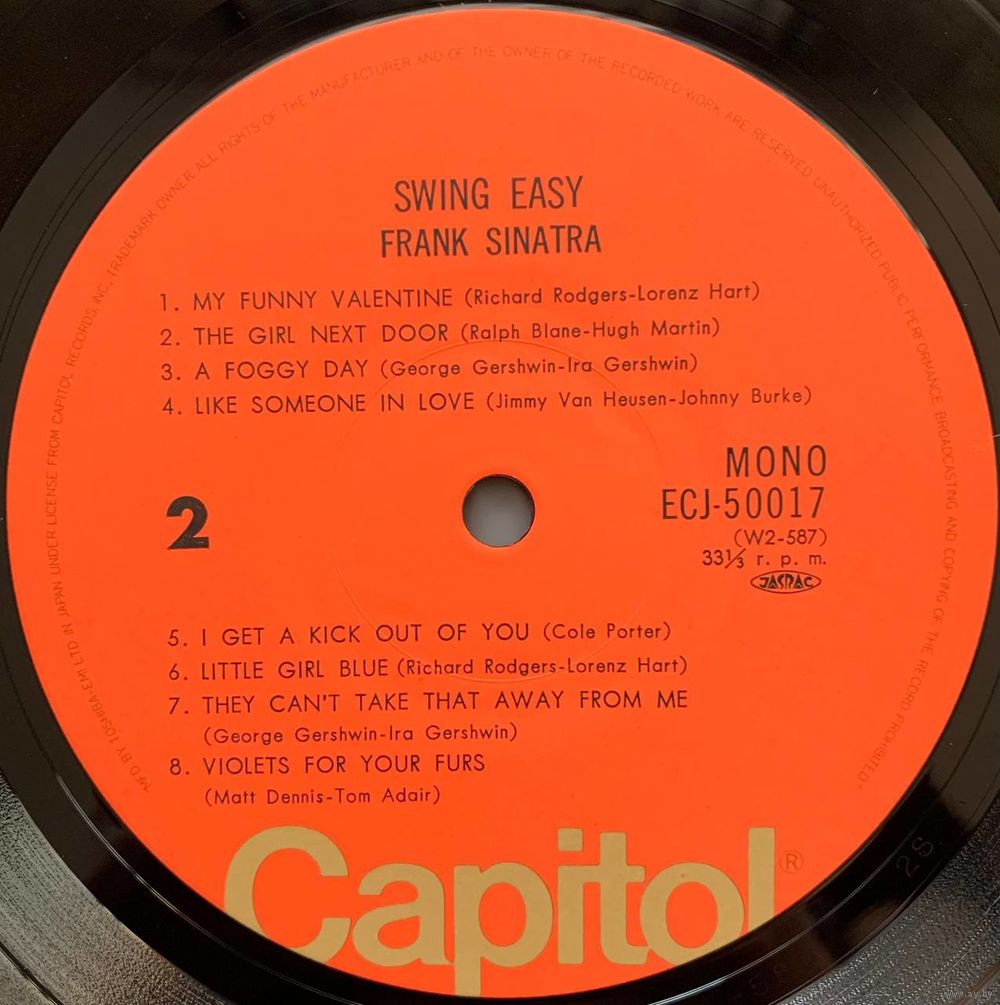 MFD BY TOSHIBA-EMI LTD IN JAPAN UNDER LICENSE FROM CAPITOL RECORDS, INC., TRADEMARK OWNER. ALL RIGHTS OF THE MANUFACTURER AND OF THE OWNER OF THE RECORDED WORK ARE RESERVED UNAUTHORIZED PUBLIC PERFORMANCE BROADCASTING AND COPYING OF THE RECORD PROHIBITED
SWING EASY
FRANK SINATRA
1. MY FUNNY VALENTINE (Richard Rodgers-Lorenz Hart)
2. THE GIRL NEXT DOOR (Ralph Blane-Hugh Martin)
3. A FOGGY DAY (George Gershwin-Ira Gershwin)
4. LIKE SOMEONE IN LOVE (Jimmy Van Heusen-Johnny Burke)
MONO
2 ECJ-50017
(W2-587)
33⅓ r. p. m.
JASRAC
5. I GET A KICK OUT OF YOU (Cole Porter)
6. LITTLE GIRL BLUE (Richard Rodgers-Lorenz Hart)
7. THEY CAN'T TAKE THAT AWAY FROM ME
(George Gershwin-Ira Gershwin)
8. VIOLETS FOR YOUR FURS
(Matt Dennis-Tom Adair)
Capitol®
2S
www.ay.by